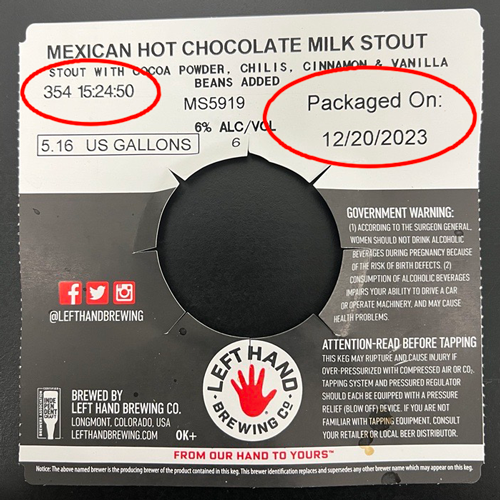 MEXICAN HOT CHOCOLATE MILK STOUT
STOUT WITH COCOA POWDER, CHILIS, CINNAMON & VANILLA
BEANS ADDED
354 15:24:50
MS5919
Packaged On:
12/20/2023
6% ALC/VOL
6
5.16 US GALLONS
GOVERNMENT WARNING:
(1) ACCORDING TO THE SURGEON GENERAL,
WOMEN SHOULD NOT DRINK ALCOHOLIC
BEVERAGES DURING PREGNANCY BECAUSE
OF THE RISK OF BIRTH DEFECTS. (2)
CONSUMPTION OF ALCOHOLIC BEVERAGES
IMPAIRS YOUR ABILITY TO DRIVE A CAR
OR OPERATE MACHINERY, AND MAY CAUSE
HEALTH PROBLEMS.
@LEFTHANDBREWING
ATTENTION-READ BEFORE TAPPING
THIS KEG MAY RUPTURE AND CAUSE INJURY IF
OVER-PRESSURIZED WITH COMPRESSED AIR OR CO2.
TAPPING SYSTEM AND PRESSURED REGULATOR
SHOULD EACH BE EQUIPPED WITH A PRESSURE
RELIEF (BLOW OFF) DEVICE. IF YOU ARE NOT
FAMILIAR WITH TAPPING EQUIPMENT, CONSULT
YOUR RETAILER OR LOCAL BEER DISTRIBUTOR.
LEFT HAND
BREWING CO.
INDE
PEN
DENT
CRAFT
BREWED BY
LEFT HAND BREWING CO.
LONGMONT, COLORADO, USA
LEFTHANDBREWING.COM
OK+
FROM OUR HAND TO YOURS™
Notice: The above named brewer is the producing brewer of the product contained in this keg. This brewer identification replaces and supersedes any other brewer name which may appear on this keg.